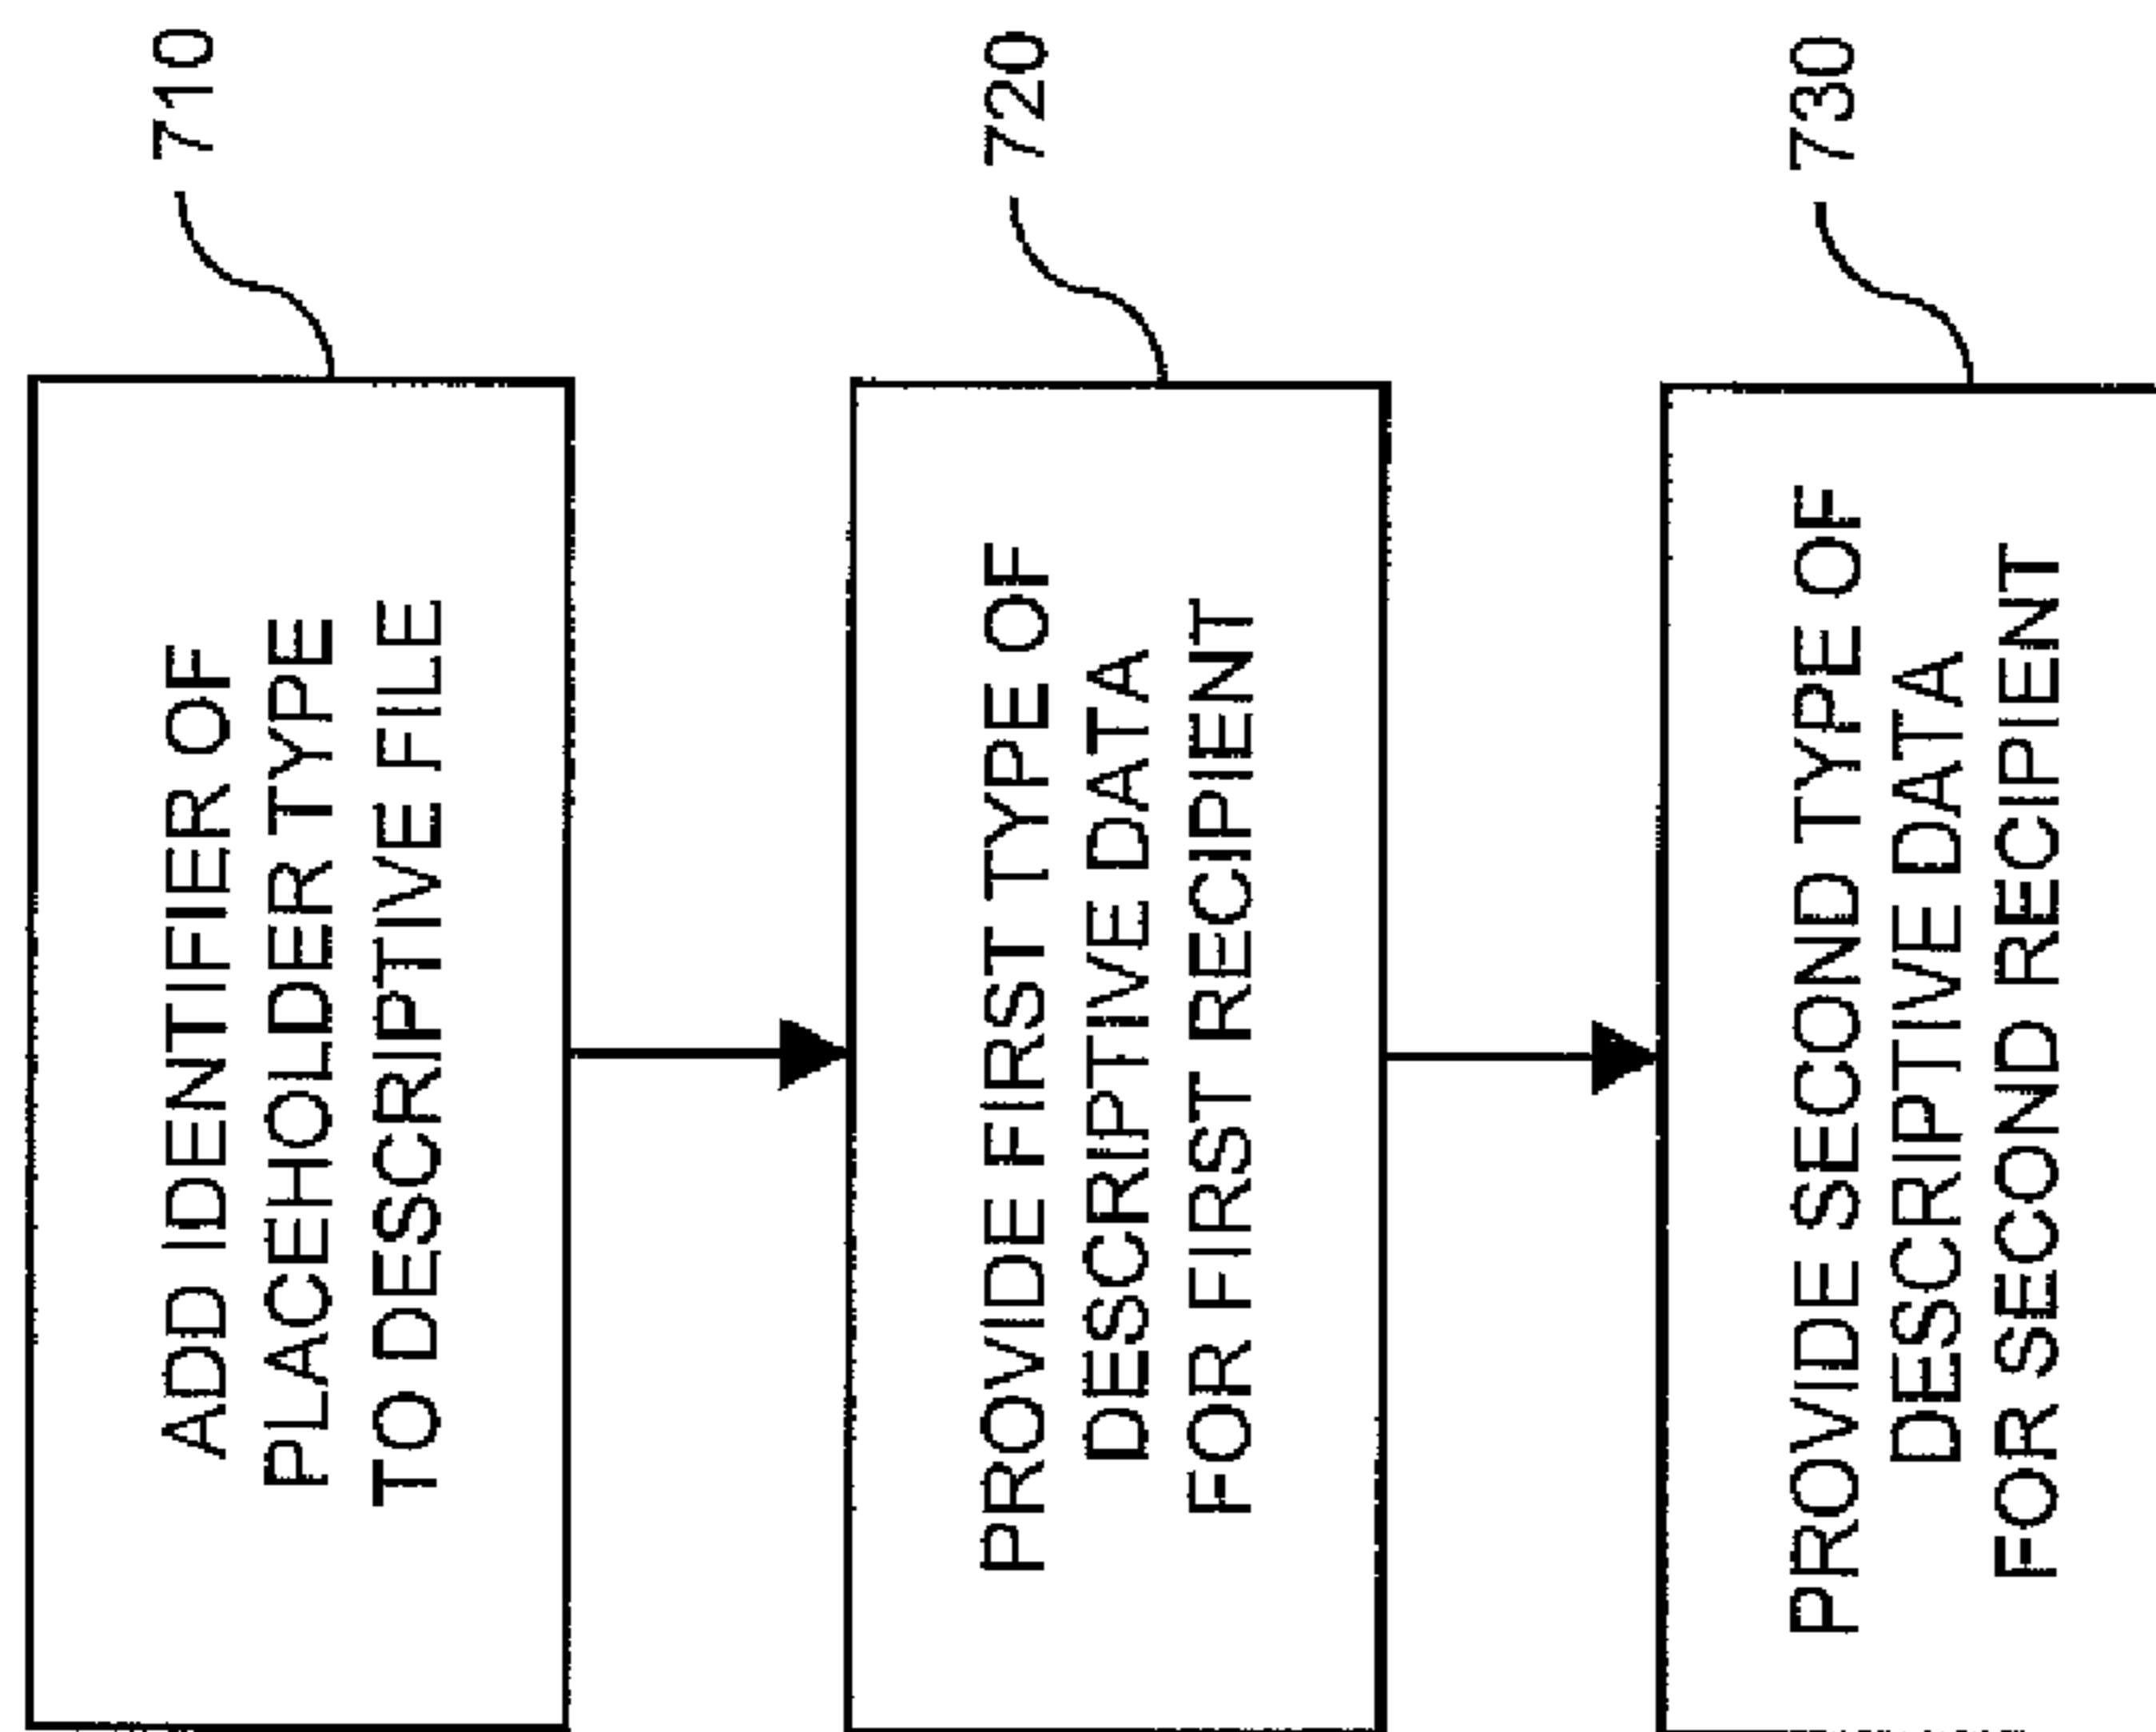 ADD IDENTIFIER OF
PLACEHOLDER TYPE
TO DESCRIPTIVE FILE
710
PROVIDE FIRST TYPE OF
DESCRIPTIVE DATA
FOR FIRST RECIPIENT
720
PROVIDE SECOND TYPE OF
DESCRIPTIVE DATA
FOR SECOND RECIPIENT
730